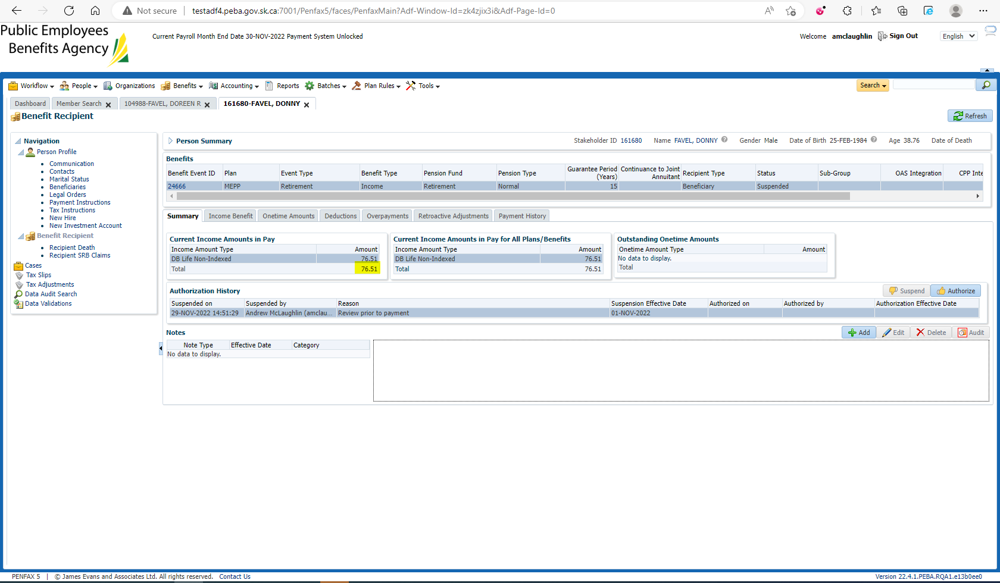 Not secure testadf4.peba.gov.sk.ca:7001/Penfax5/faces/PenfaxMain?Adf-Window-Id=zk4zjix3i&Adf-Page-Id=0
Public Employees
Benefits Agency
Current Payroll Month End Date 30-NOV-2022 Payment System Unlocked
Welcome amclaughlin Sign Out English
Workflow People Organizations Benefits Accounting Reports Batches Plan Rules Tools Search
Dashboard Member Search 104988-FAVEL, DOREEN R 161680-FAVEL, DONNY
Benefit Recipient
Refresh
Navigation
Person Profile
Communication
Contacts
Marital Status
Beneficiaries
Legal Orders
Payment Instructions
Tax Instructions
New Hire
New Investment Account
Benefit Recipient
Recipient Death
Recipient SRB Claims
Cases
Tax Slips
Tax Adjustments
Data Audit Search
Data Validations
Person Summary Stakeholder ID 161680 Name FAVEL, DONNY Gender Male Date of Birth 25-FEB-1984 Age 38.76 Date of Death
Benefits
Benefit Event ID Plan Event Type Benefit Type Pension Fund Pension Type Guarantee Period (Years) Continuance to Joint Annuitant Recipient Type Status Sub-Group OAS Integration CPP Inte
24666 MEPP Retirement Income Retirement Normal 15 Beneficiary Suspended
Summary Income Benefit Onetime Amounts Deductions Overpayments Retroactive Adjustments Payment History
Current Income Amounts in Pay
Income Amount Type Amount
DB Life Non-Indexed 76.51
Total 76.51
Current Income Amounts in Pay for All Plans/Benefits
Income Amount Type Amount
DB Life Non-Indexed 76.51
Total 76.51
Outstanding Onetime Amounts
Onetime Amount Type Amount
No data to display.
Total
Authorization History Suspend Authorize
Suspended on Suspended by Reason Suspension Effective Date Authorized on Authorized by Authorization Effective Date
29-NOV-2022 14:51:29 Andrew McLaughlin (amclau... Review prior to payment 01-NOV-2022
Notes Add Edit Delete Audit
Note Type Effective Date Category
No data to display.
PENFAX 5 | © James Evans and Associates Ltd. All rights reserved. Contact Us Version 22.4.1.PEBA.RQA1.e13b0ee0